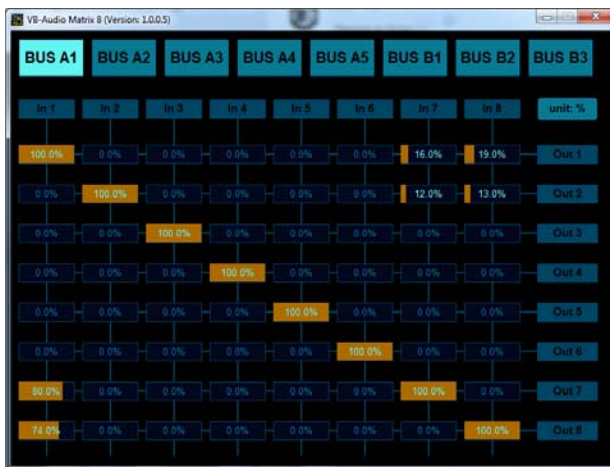 VB-Audio Matrix 8 (Version: 1.0.0.5)
BUS A1 BUS A2 BUS A3 BUS A4 BUS A5 BUS B1 BUS B2 BUS B3
In 1 In 2 In 3 In 4 In 5 In 6 In 7 In 8 unit: %
100.0% 0.0% 0.0% 0.0% 0.0% 0.0% 16.0% 19.0% Out 1
0.0% 100.0% 0.0% 0.0% 0.0% 0.0% 12.0% 13.0% Out 2
0.0% 0.0% 100.0% 0.0% 0.0% 0.0% 0.0% 0.0% Out 3
0.0% 0.0% 0.0% 100.0% 0.0% 0.0% 0.0% 0.0% Out 4
0.0% 0.0% 0.0% 0.0% 100.0% 0.0% 0.0% 0.0% Out 5
0.0% 0.0% 0.0% 0.0% 0.0% 100.0% 0.0% 0.0% Out 6
80.0% 0.0% 0.0% 0.0% 0.0% 0.0% 100.0% 0.0% Out 7
74.0% 0.0% 0.0% 0.0% 0.0% 0.0% 0.0% 100.0% Out 8